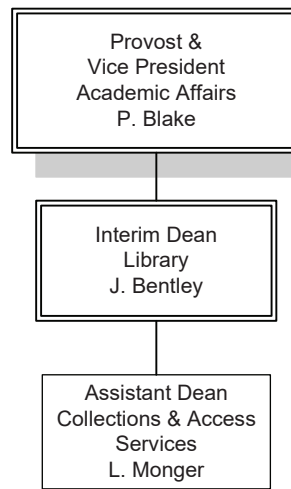 Provost &
Vice President
Academic Affairs
P. Blake
Interim Dean
Library
J. Bentley
Assistant Dean
Collections & Access
Services
L. Monger